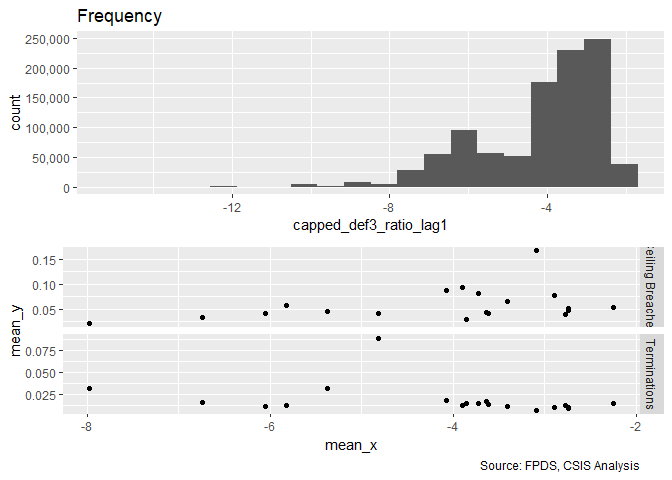 Frequency
250,000
200,000
150,000
100,000
50,000
0
count
-12
-8
-4
capped_def3_ratio_lag1
0.15
0.10
0.05
Ceiling Breache
0.075
0.050
0.025
Terminations
mean_y
-8
-6
-4
-2
mean_x
Source: FPDS, CSIS Analysis